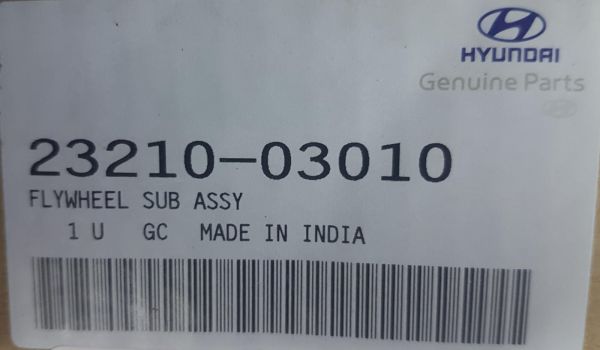 HYUNDAI
Genuine Parts
23210-03010
FLYWHEEL SUB ASSY
1 U GC MADE IN INDIA